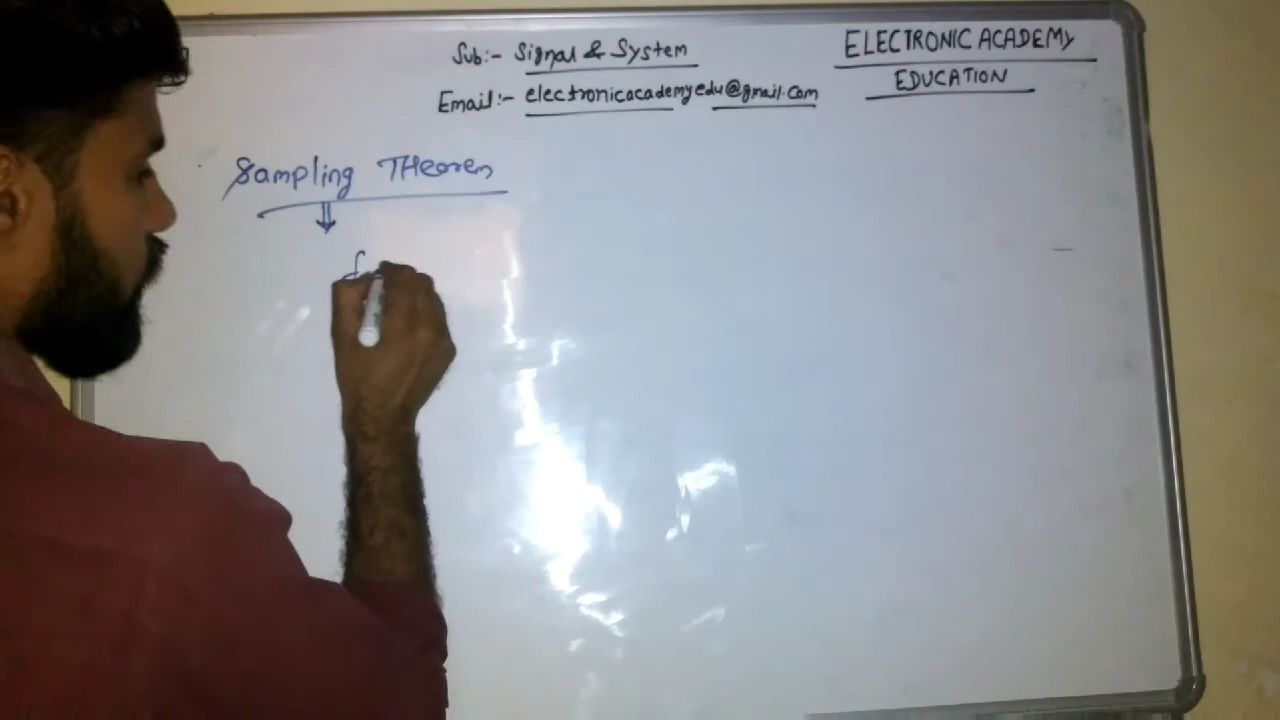 Sub:- Signal & System
Email:- electronicacademyedu@gmail.com
ELECTRONIC ACADEMY
EDUCATION
Sampling THeorem
f